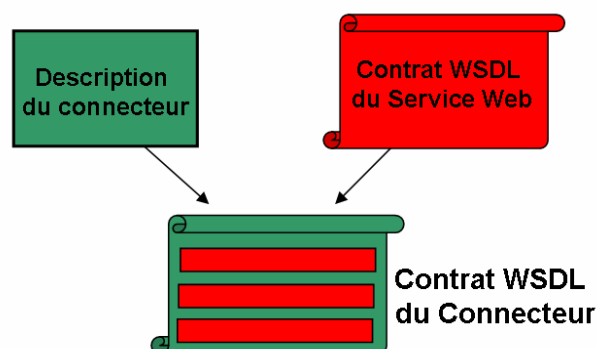 Description
du connecteur
Contrat WSDL
du Service Web
Contrat WSDL
du Connecteur